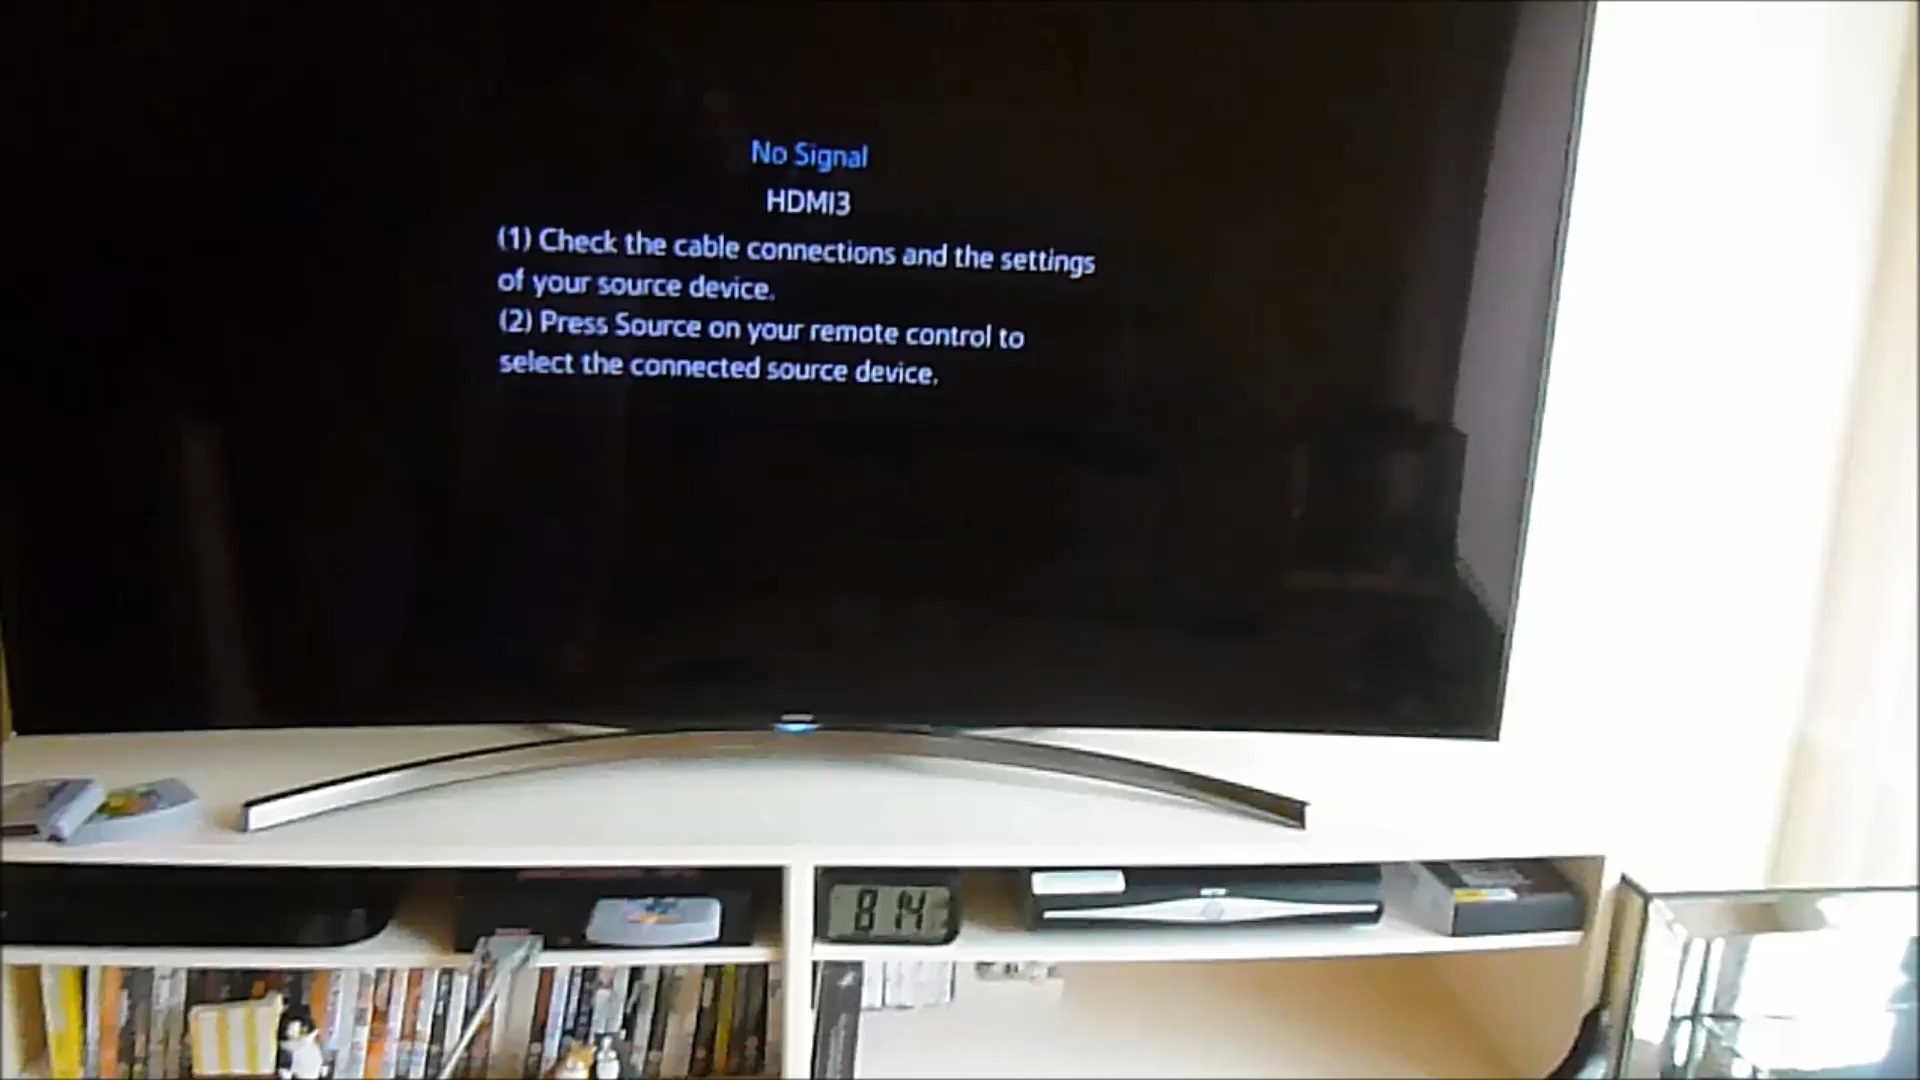 No Signal
HDMI3
(1) Check the cable connections and the settings
of your source device.
(2) Press Source on your remote control to
select the connected source device.
8 14